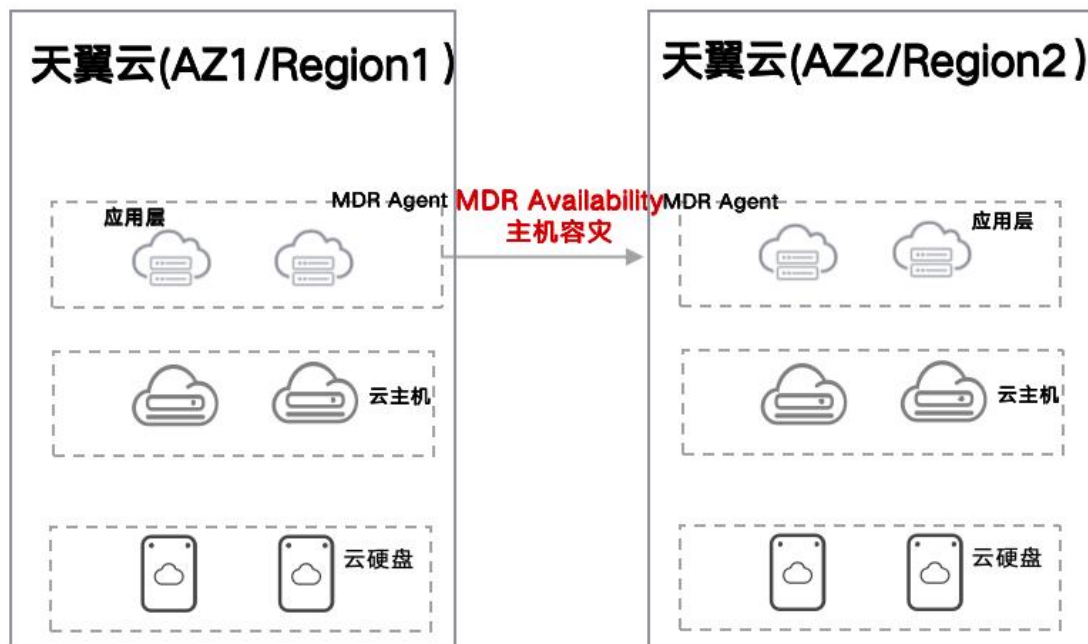 天翼云(AZ1/Region1)
天翼云(AZ2/Region2)
MDR Agent
MDR Availability
主机容灾
MDR Agent
应用层
应用层
云主机
云主机
云硬盘
云硬盘